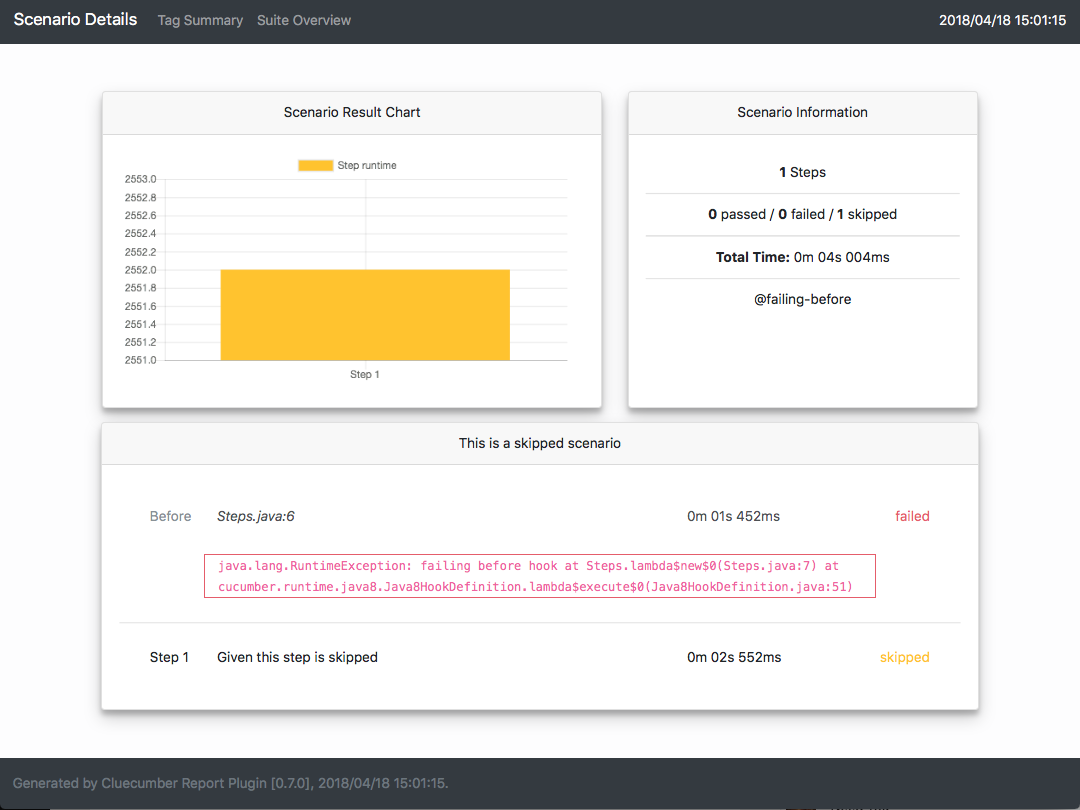 Scenario Details Tag Summary Suite Overview 2018/04/18 15:01:15
Scenario Result Chart
Step runtime
2553.0
2552.8
2552.6
2552.4
2552.2
2552.0
2551.8
2551.6
2551.4
2551.2
2551.0
Step 1
Scenario Information
1 Steps
0 passed / 0 failed / 1 skipped
Total Time: 0m 04s 004ms
@failing-before
This is a skipped scenario
Before Steps.java:6 0m 01s 452ms failed
java.lang.RuntimeException: failing before hook at Steps.lambda$new$0(Steps.java:7) at
cucumber.runtime.java8.Java8HookDefinition.lambda$execute$0(Java8HookDefinition.java:51)
Step 1 Given this step is skipped 0m 02s 552ms skipped
Generated by Cluecumber Report Plugin [0.7.0], 2018/04/18 15:01:15.